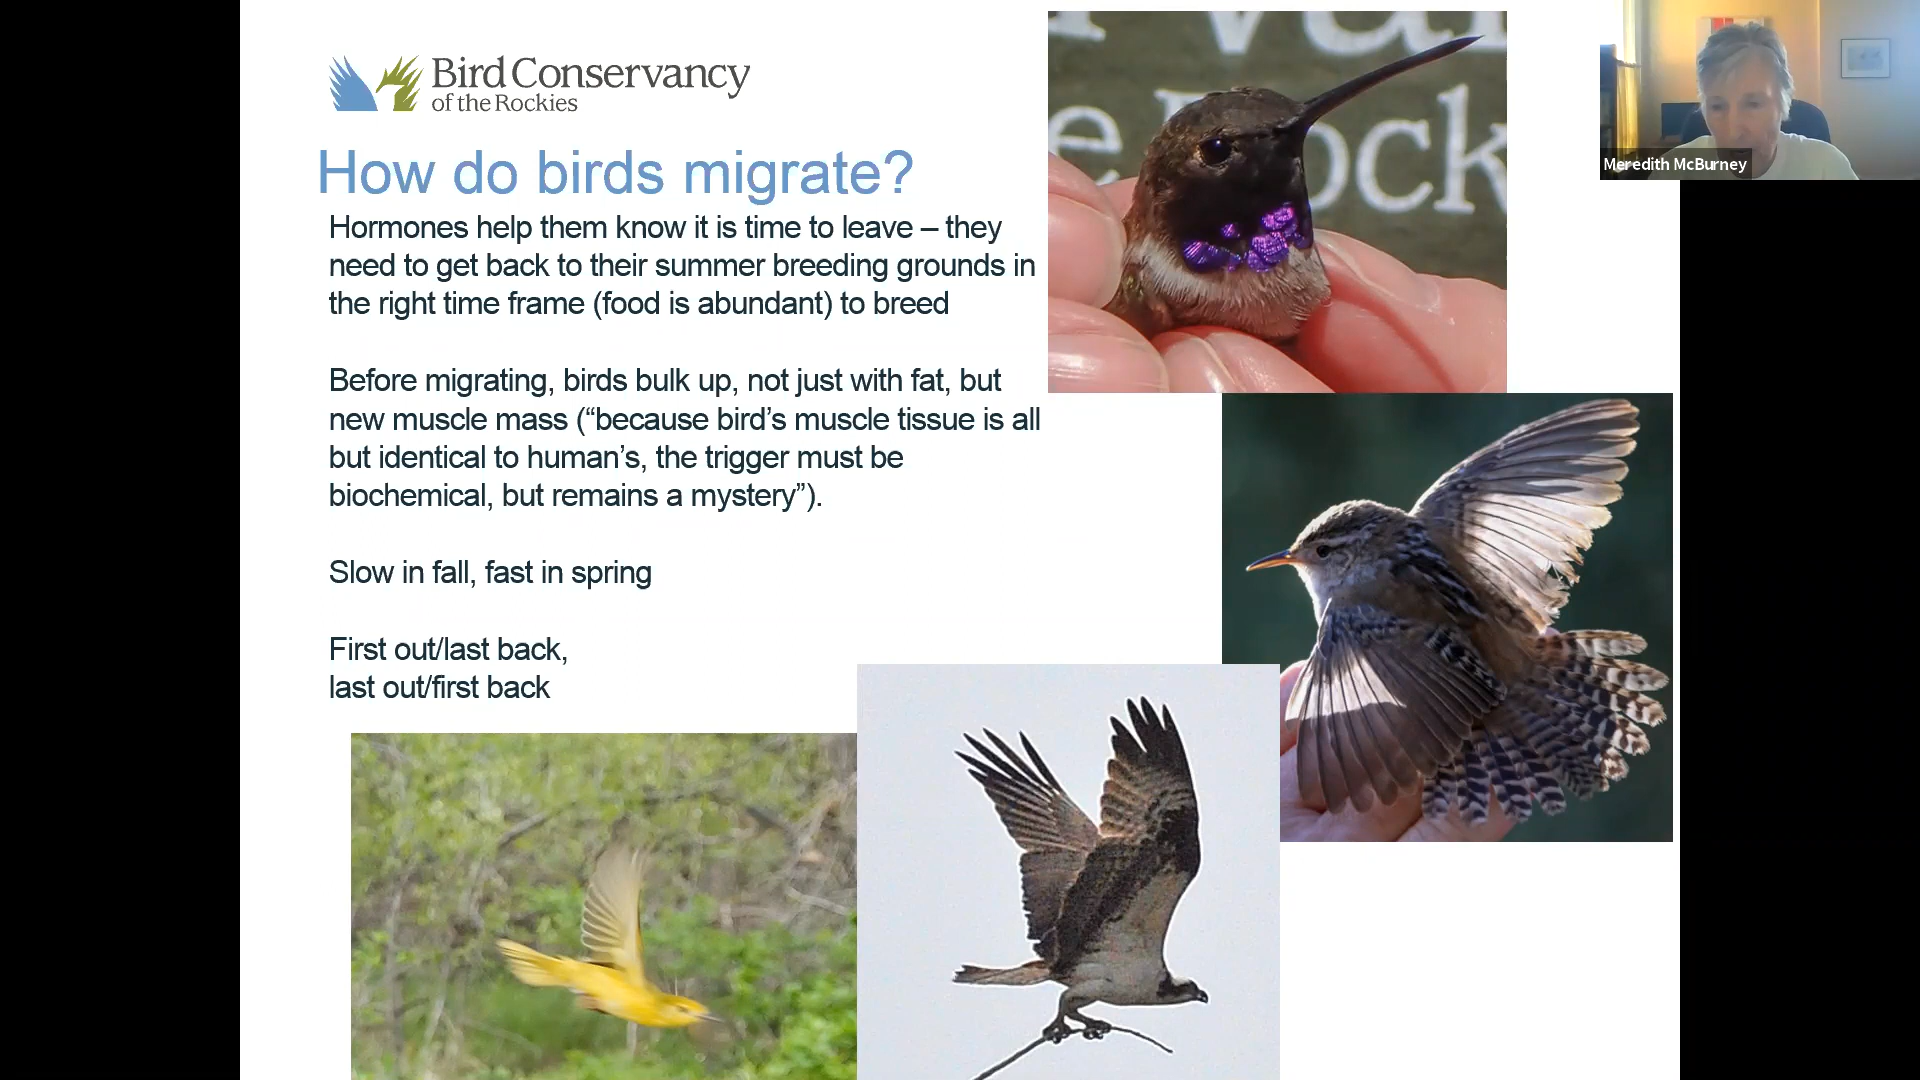 Bird Conservancy
of the Rockies
How do birds migrate?
Hormones help them know it is time to leave – they
need to get back to their summer breeding grounds in
the right time frame (food is abundant) to breed
Before migrating, birds bulk up, not just with fat, but
new muscle mass (“because bird’s muscle tissue is all
but identical to human’s, the trigger must be
biochemical, but remains a mystery”).
Slow in fall, fast in spring
First out/last back,
last out/first back
Meredith McBurney